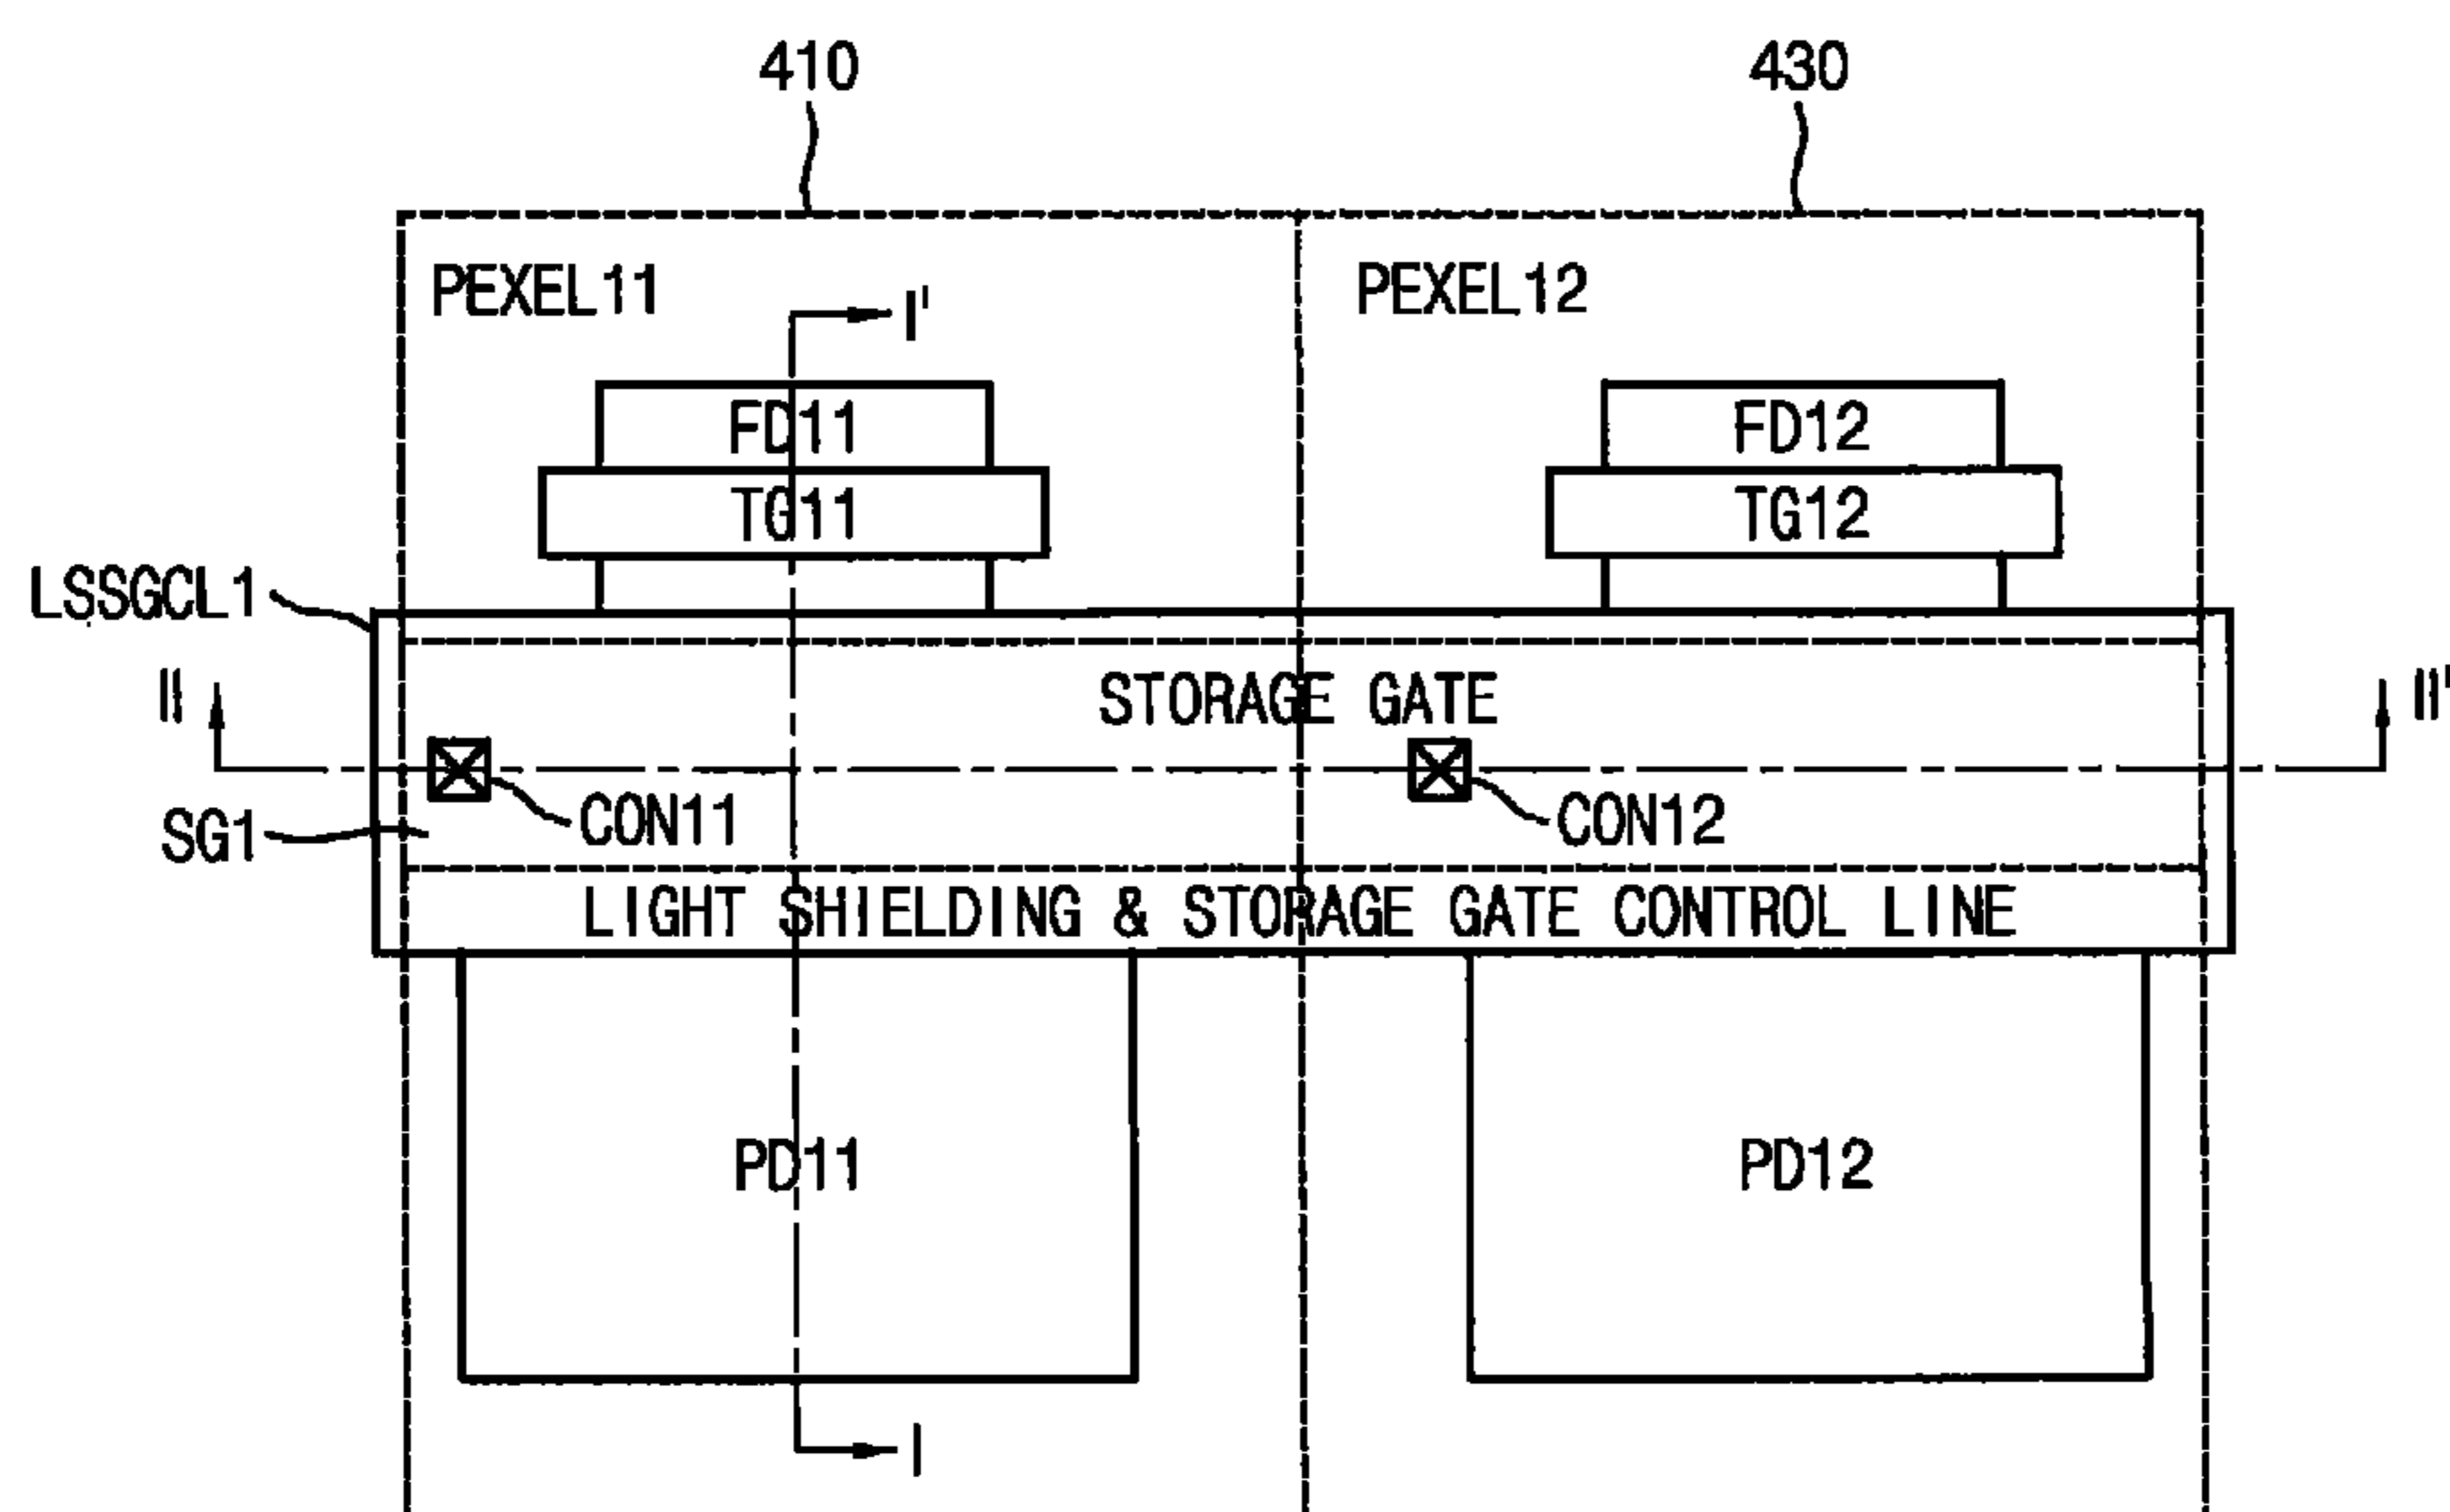 410 430
PEXEL11 PEXEL12
I'
FD11 FD12
TG11 TG12
LSSGCL1
II STORAGE GATE II'
SG1 CON11 CON12
LIGHT SHIELDING & STORAGE GATE CONTROL LINE
PD11 PD12
I